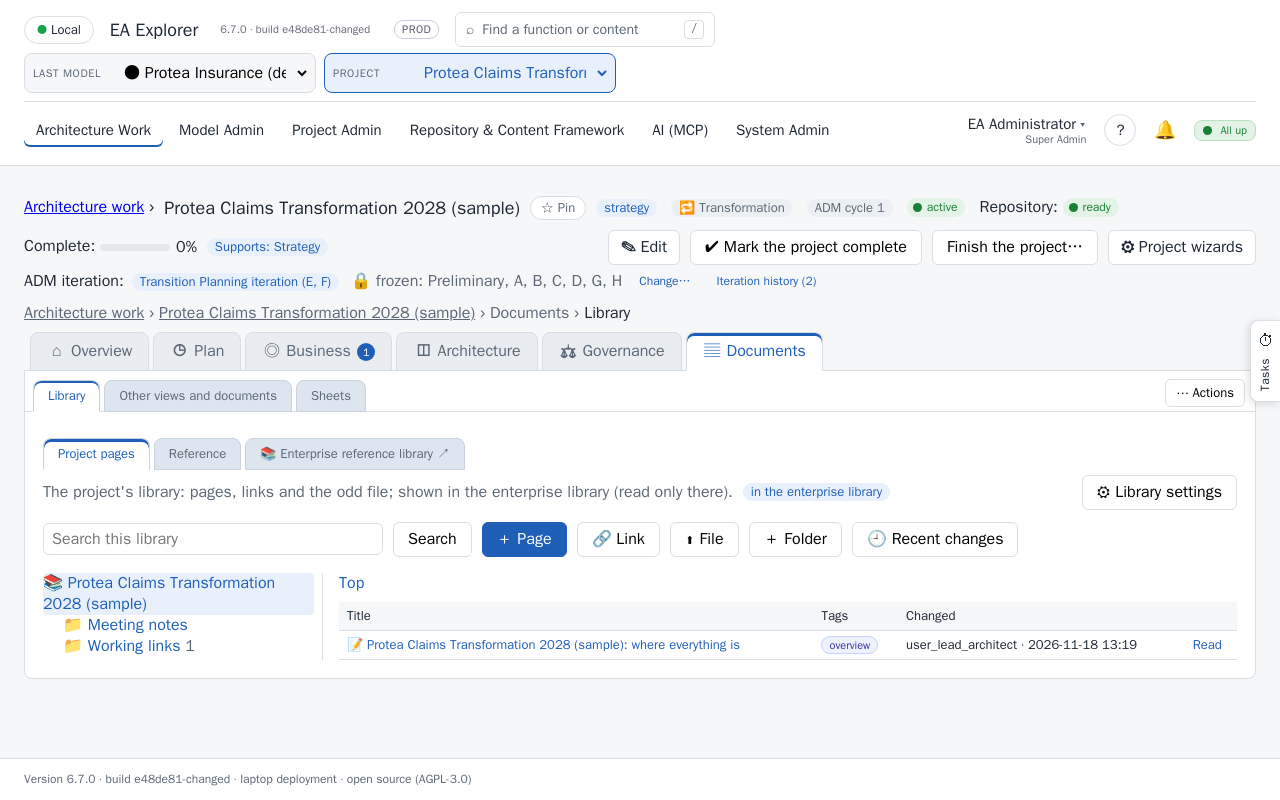 Local
EA Explorer
6.7.0 · build e48de81-changed
PROD
⌕ Find a function or content /
LAST MODEL ⚫ Protea Insurance (de
PROJECT Protea Claims Transfor
Architecture Work Model Admin Project Admin Repository & Content Framework AI (MCP) System Admin
EA Administrator ▾
Super Admin
?
🔔
All up
Architecture work › Protea Claims Transformation 2028 (sample) ☆ Pin strategy 🔁 Transformation ADM cycle 1 active Repository: ready
Complete: 0% Supports: Strategy ✎ Edit ✔ Mark the project complete Finish the project⋯ ⚙ Project wizards
ADM iteration: Transition Planning iteration (E, F) 🔒 frozen: Preliminary, A, B, C, D, G, H Change⋯ Iteration history (2)
Architecture work › Protea Claims Transformation 2028 (sample) › Documents › Library
⌂ Overview Plan Business 1 Architecture Governance Documents
Tasks
Library Other views and documents Sheets ⋯ Actions
Project pages Reference 📚 Enterprise reference library ↗
The project's library: pages, links and the odd file; shown in the enterprise library (read only there). in the enterprise library ⚙ Library settings
Search this library Search + Page 🔗 Link ⬆ File + Folder 🕘 Recent changes
📚 Protea Claims Transformation
2028 (sample)
📁 Meeting notes
📁 Working links 1
Top
Title Tags Changed
📝 Protea Claims Transformation 2028 (sample): where everything is overview user_lead_architect · 2026-11-18 13:19 Read
Version 6.7.0 · build e48de81-changed · laptop deployment · open source (AGPL-3.0)